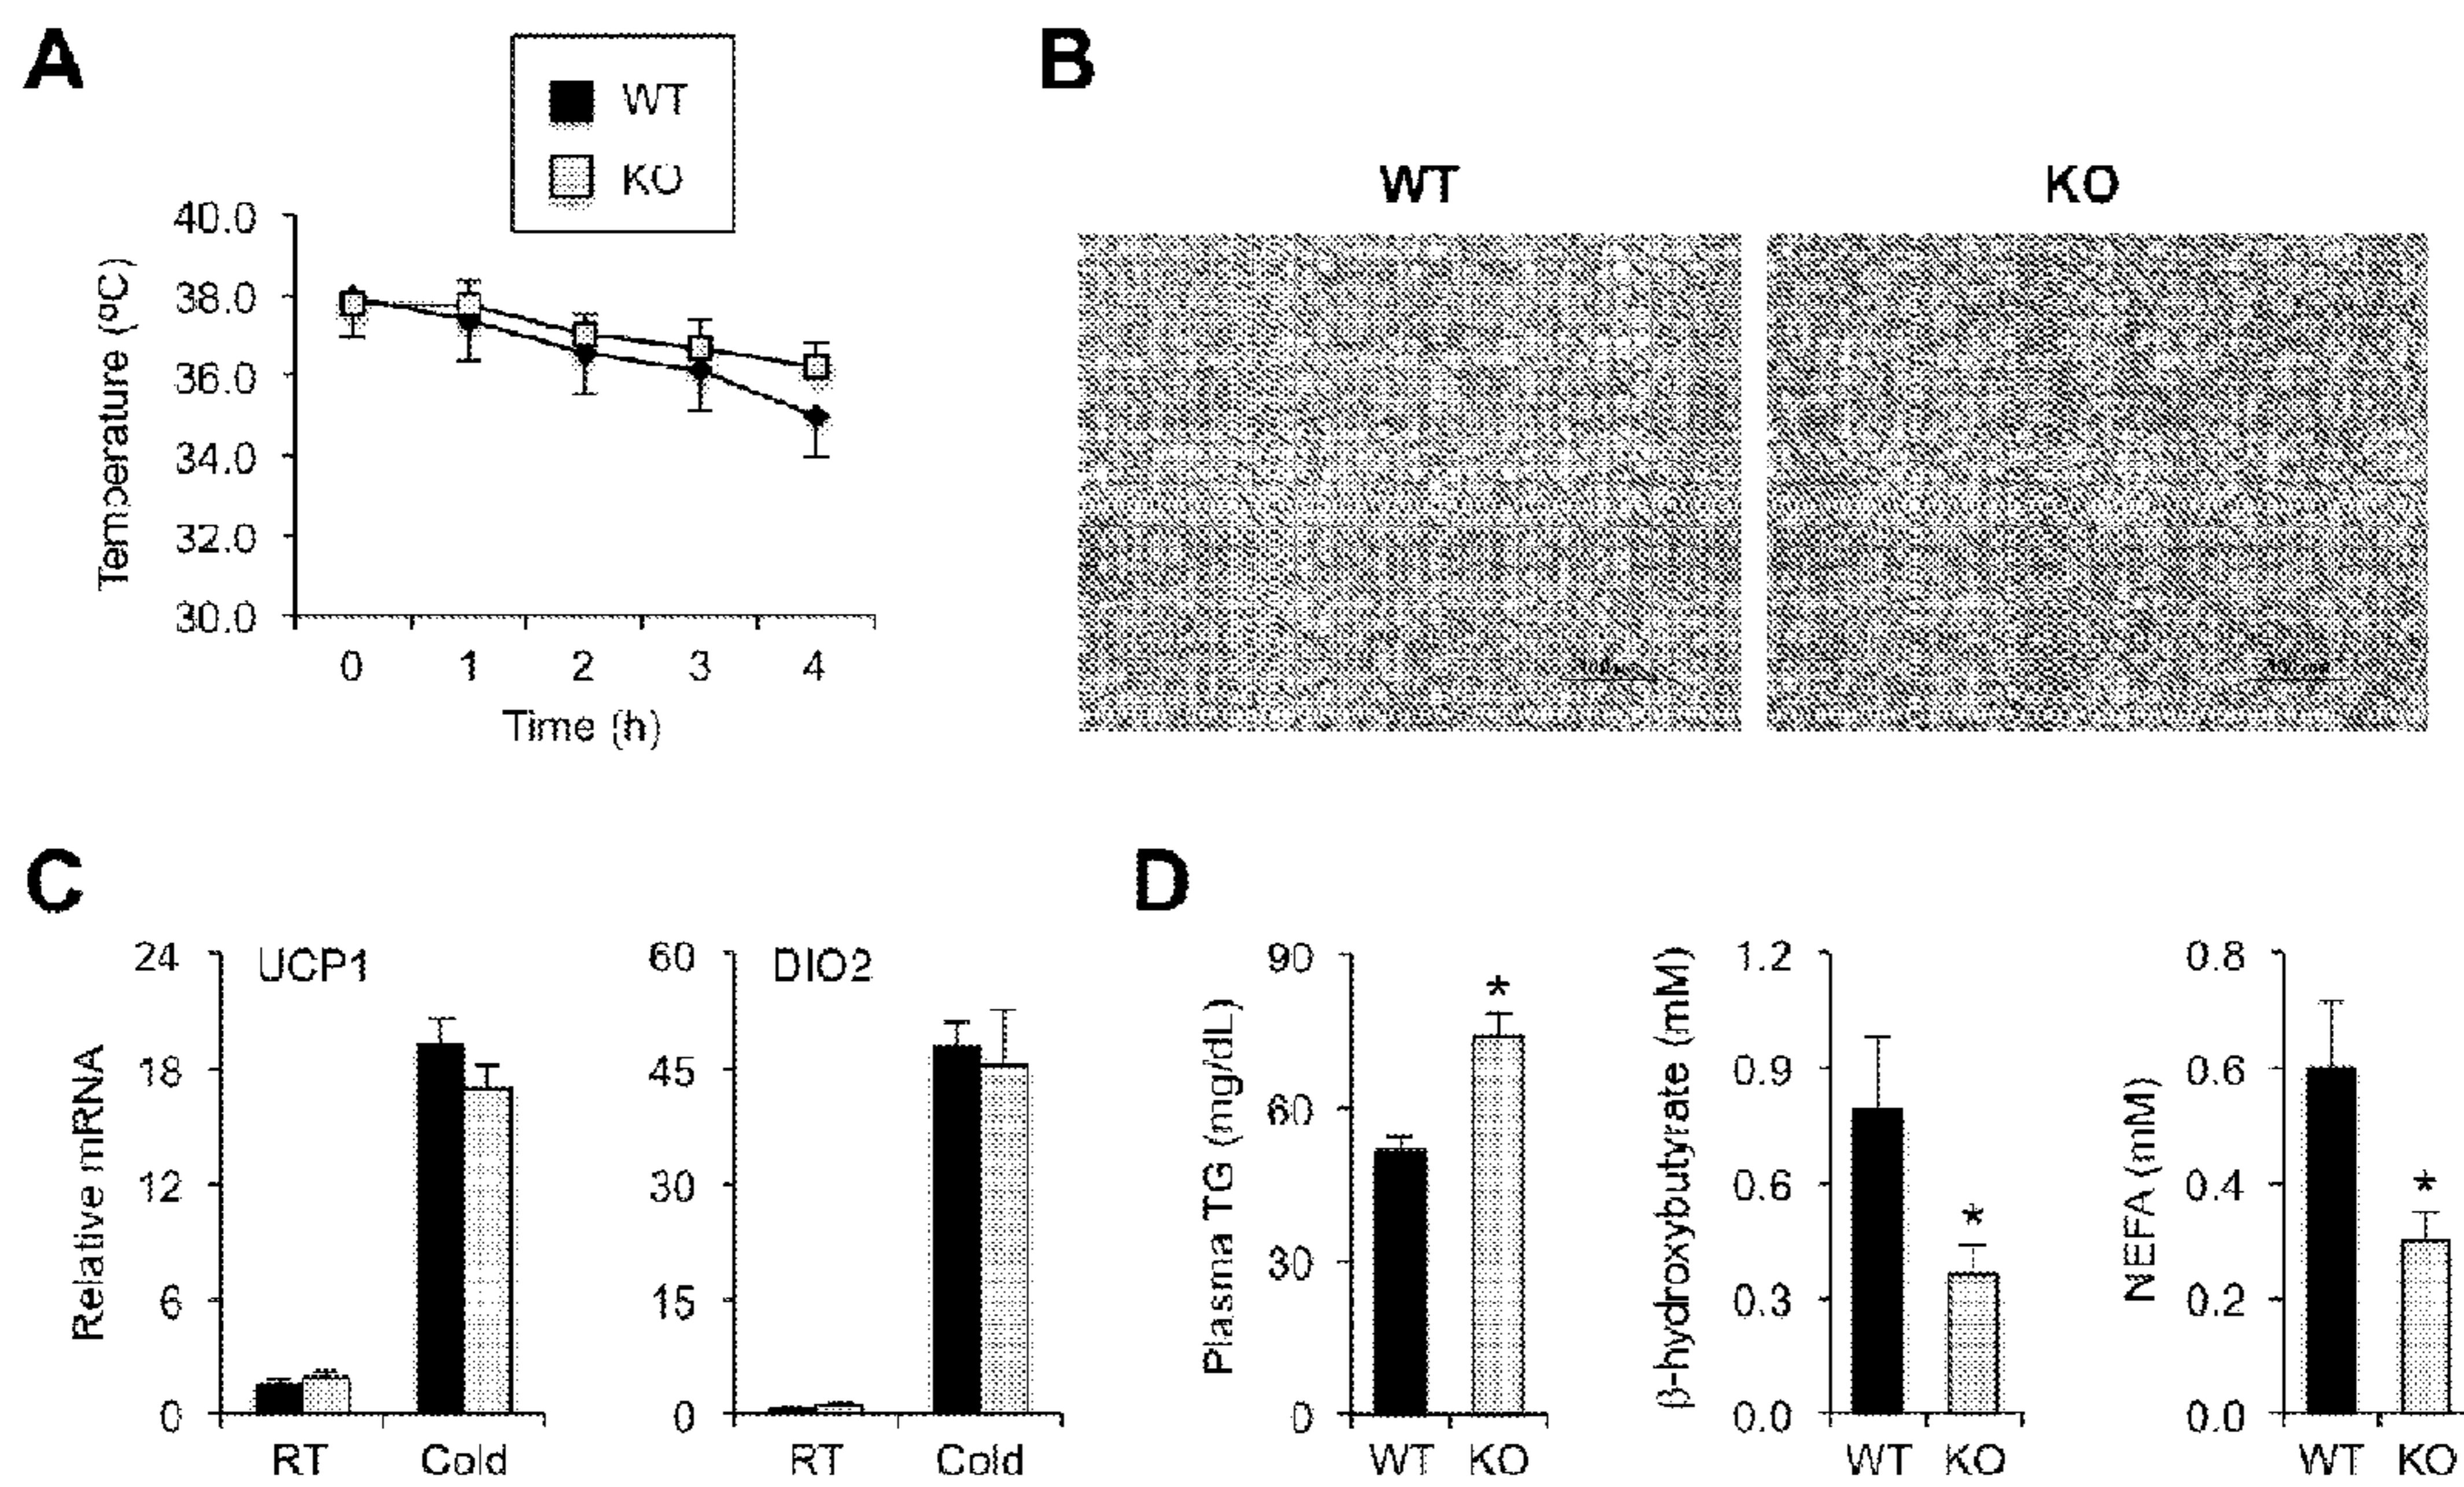 A
WT
KO
Temperature (ºC)
40.0
38.0
36.0
34.0
32.0
30.0
0 1 2 3 4
Time (h)
B
WT KO
C
Relative mRNA
UCP1
24
18
12
6
0
RT Cold
DIO2
60
45
30
15
0
RT Cold
D
Plasma TG (mg/dL)
90
60
30
0
*
WT KO
β-hydroxybutyrate (mM)
1.2
0.9
0.6
0.3
0.0
*
WT KO
NEFA (mM)
0.8
0.6
0.4
0.2
0.0
*
WT KO